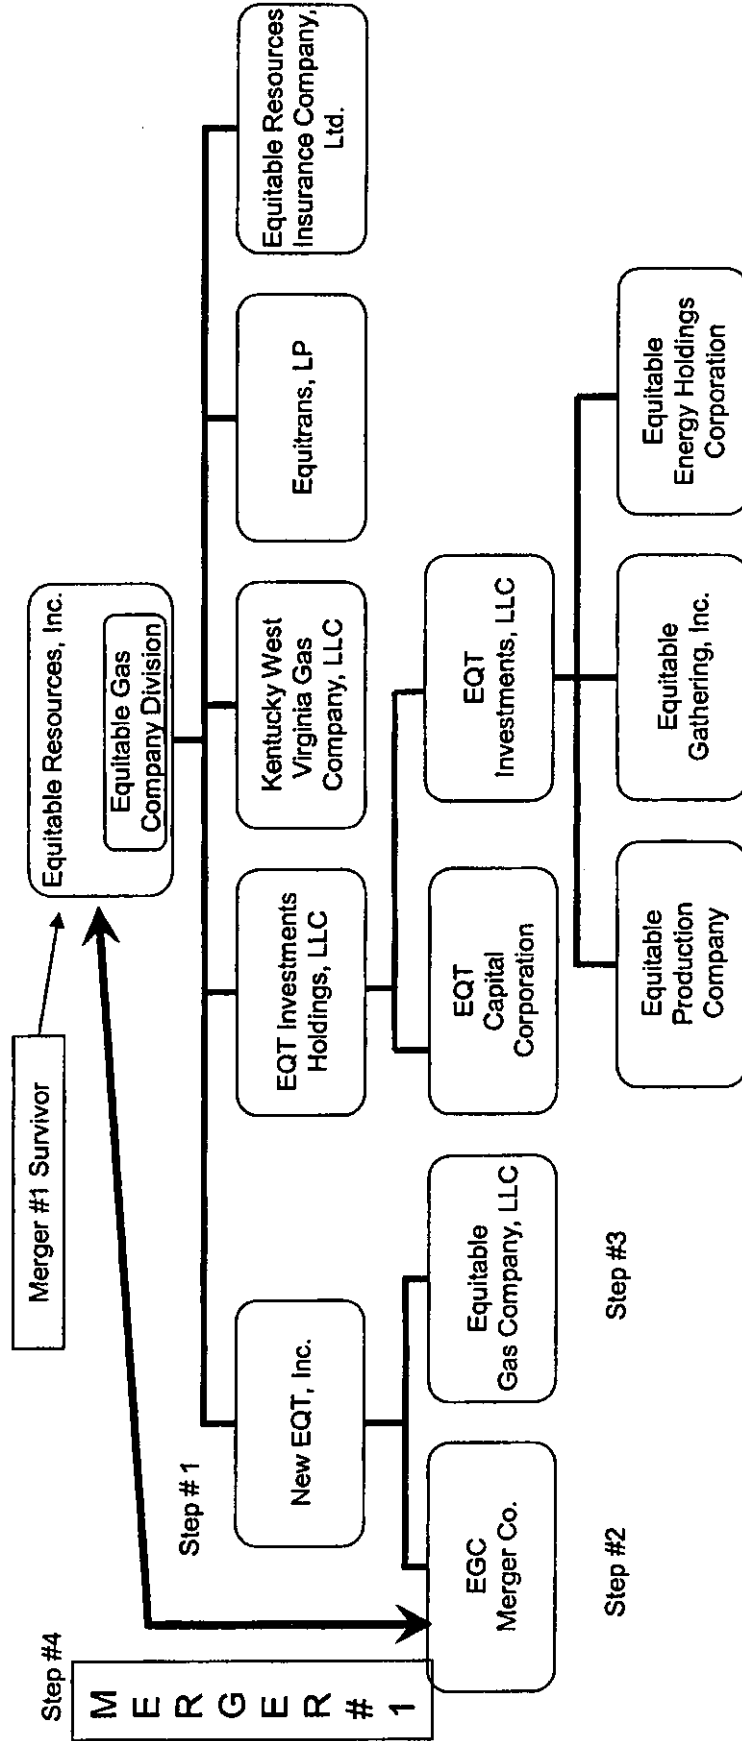 Merger #1 Survivor
Equitable Resources, Inc.
Equitable Gas
Company Division
Step #4
M
E
R
G
E
R
#
1
Step # 1
New EQT, Inc.
EQT Investments
Holdings, LLC
Kentucky West
Virginia Gas
Company, LLC
Equitrans, LP
Equitable Resources
Insurance Company,
Ltd.
EGC
Merger Co.
Equitable
Gas Company, LLC
EQT
Capital
Corporation
EQT
Investments, LLC
Step #2
Step #3
Equitable
Production
Company
Equitable
Gathering, Inc.
Equitable
Energy Holdings
Corporation